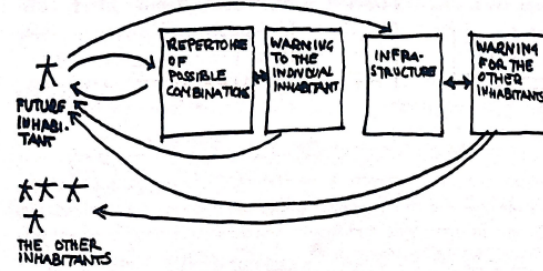 REPERTOIRE
OF
POSSIBLE
COMBINATIONS
WARNING
TO THE
INDIVIDUAL
INHABITANT
INFRA-
STRUCTURE
WARNING
FOR THE
OTHER
INHABITANTS
FUTURE
INHABI-
TANT
THE OTHER
INHABITANTS